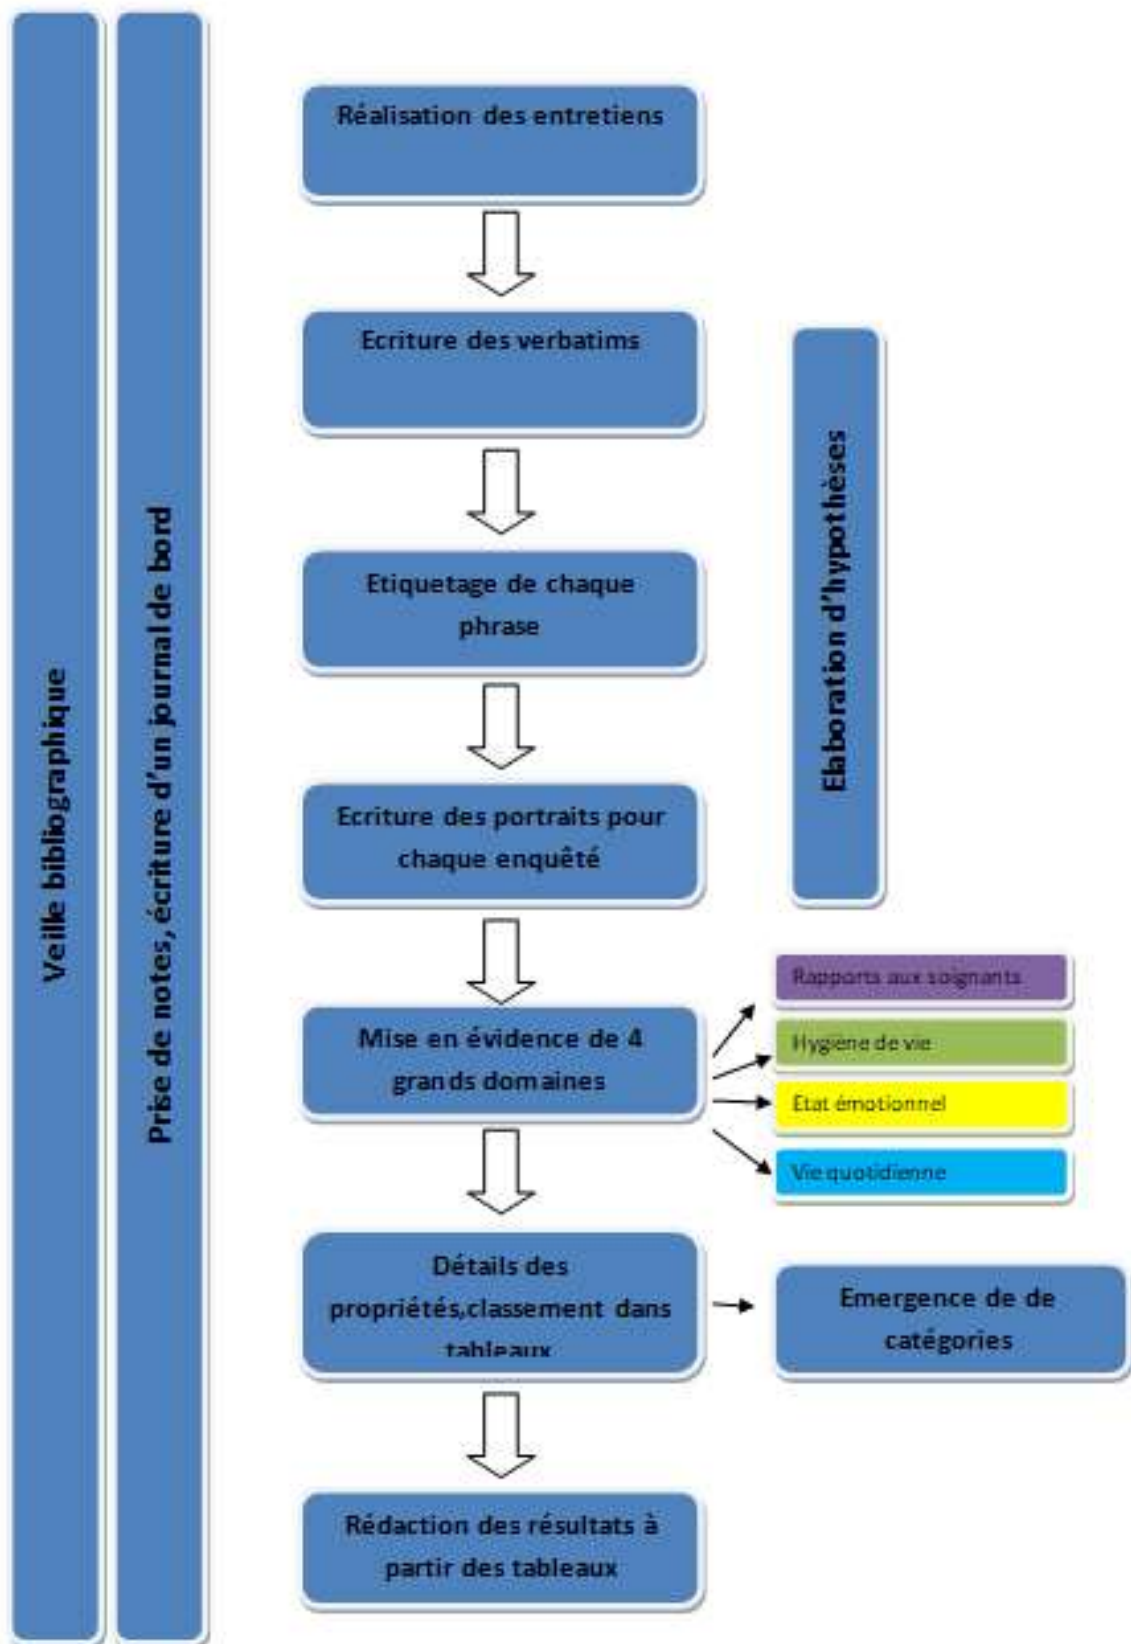 Veille bibliographique
Prise de notes, écriture d'un journal de bord
Réalisation des entretiens
Ecriture des verbatims
Etiquetage de chaque
phrase
Ecriture des portraits pour
chaque enquêté
Elaboration d'hypothèses
Mise en évidence de 4
grands domaines
Rapports aux soignants
Hygiène de vie
Etat émotionnel
Vie quotidienne
Détails des
propriétés,classement dans
tableaux
Emergence de de
catégories
Rédaction des résultats à
partir des tableaux